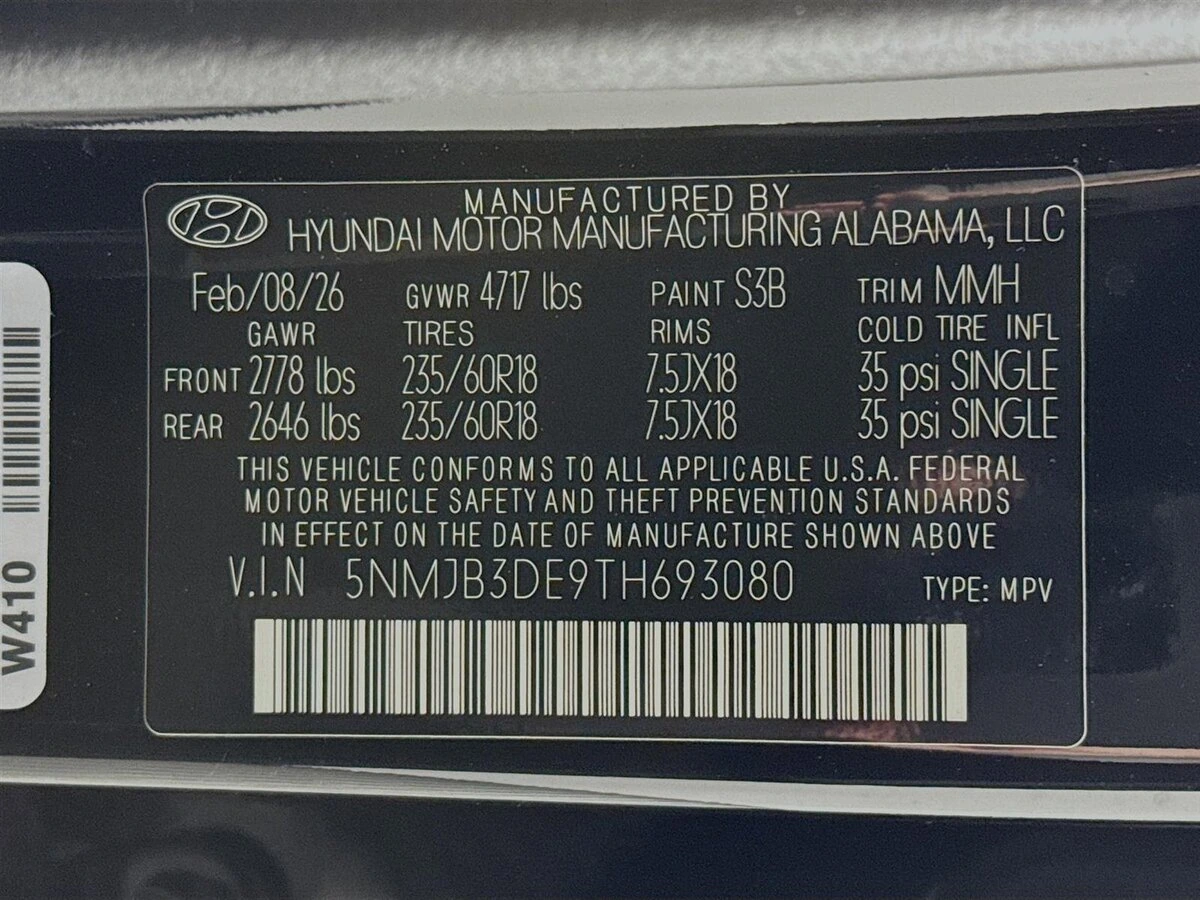 MANUFACTURED BY
HYUNDAI MOTOR MANUFACTURING ALABAMA, LLC
Feb/08/26 GVWR 4717 lbs PAINT S3B TRIM MMH
GAWR TIRES RIMS COLD TIRE INFL
FRONT 2778 lbs 235/60R18 7.5JX18 35 psi SINGLE
REAR 2646 lbs 235/60R18 7.5JX18 35 psi SINGLE
THIS VEHICLE CONFORMS TO ALL APPLICABLE U.S.A. FEDERAL
MOTOR VEHICLE SAFETY AND THEFT PREVENTION STANDARDS
IN EFFECT ON THE DATE OF MANUFACTURE SHOWN ABOVE
V.I.N 5NMJB3DE9TH693080 TYPE: MPV
W410